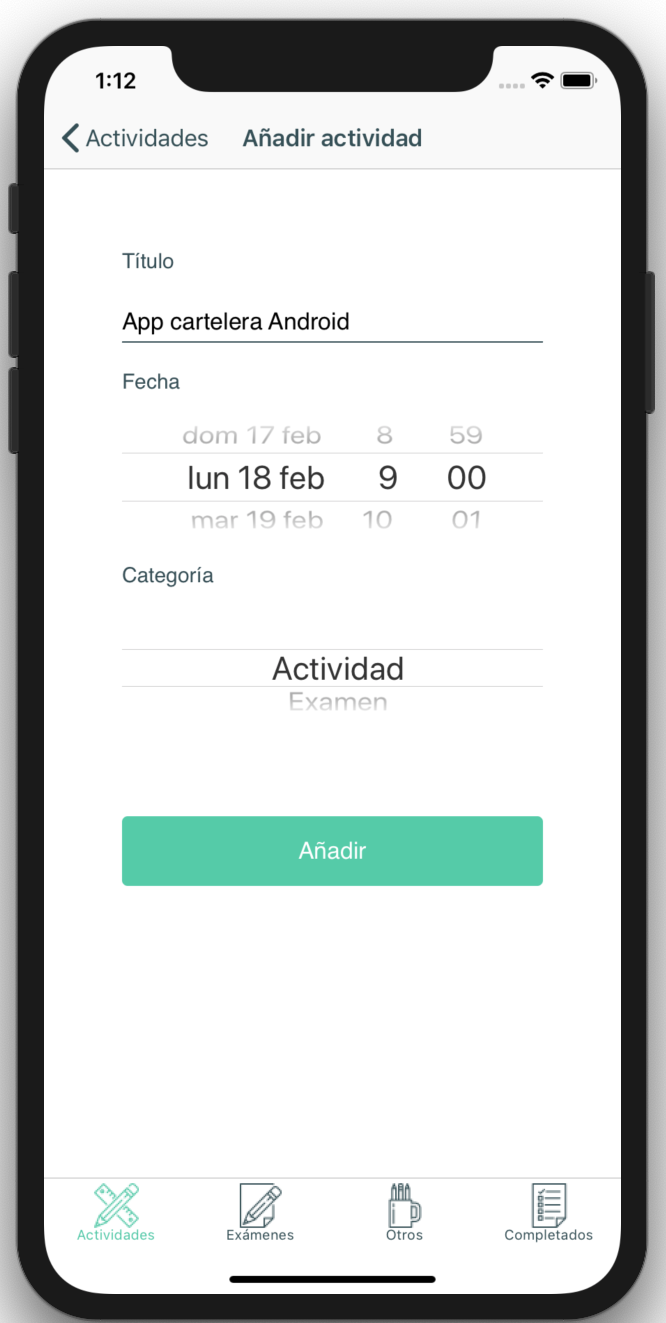 1:12
Actividades Añadir actividad
Título
App cartelera Android
Fecha
dom 17 feb 8 59
lun 18 feb 9 00
mar 19 feb 10 01
Categoría
Actividad
Examen
Añadir
Actividades Exámenes Otros Completados